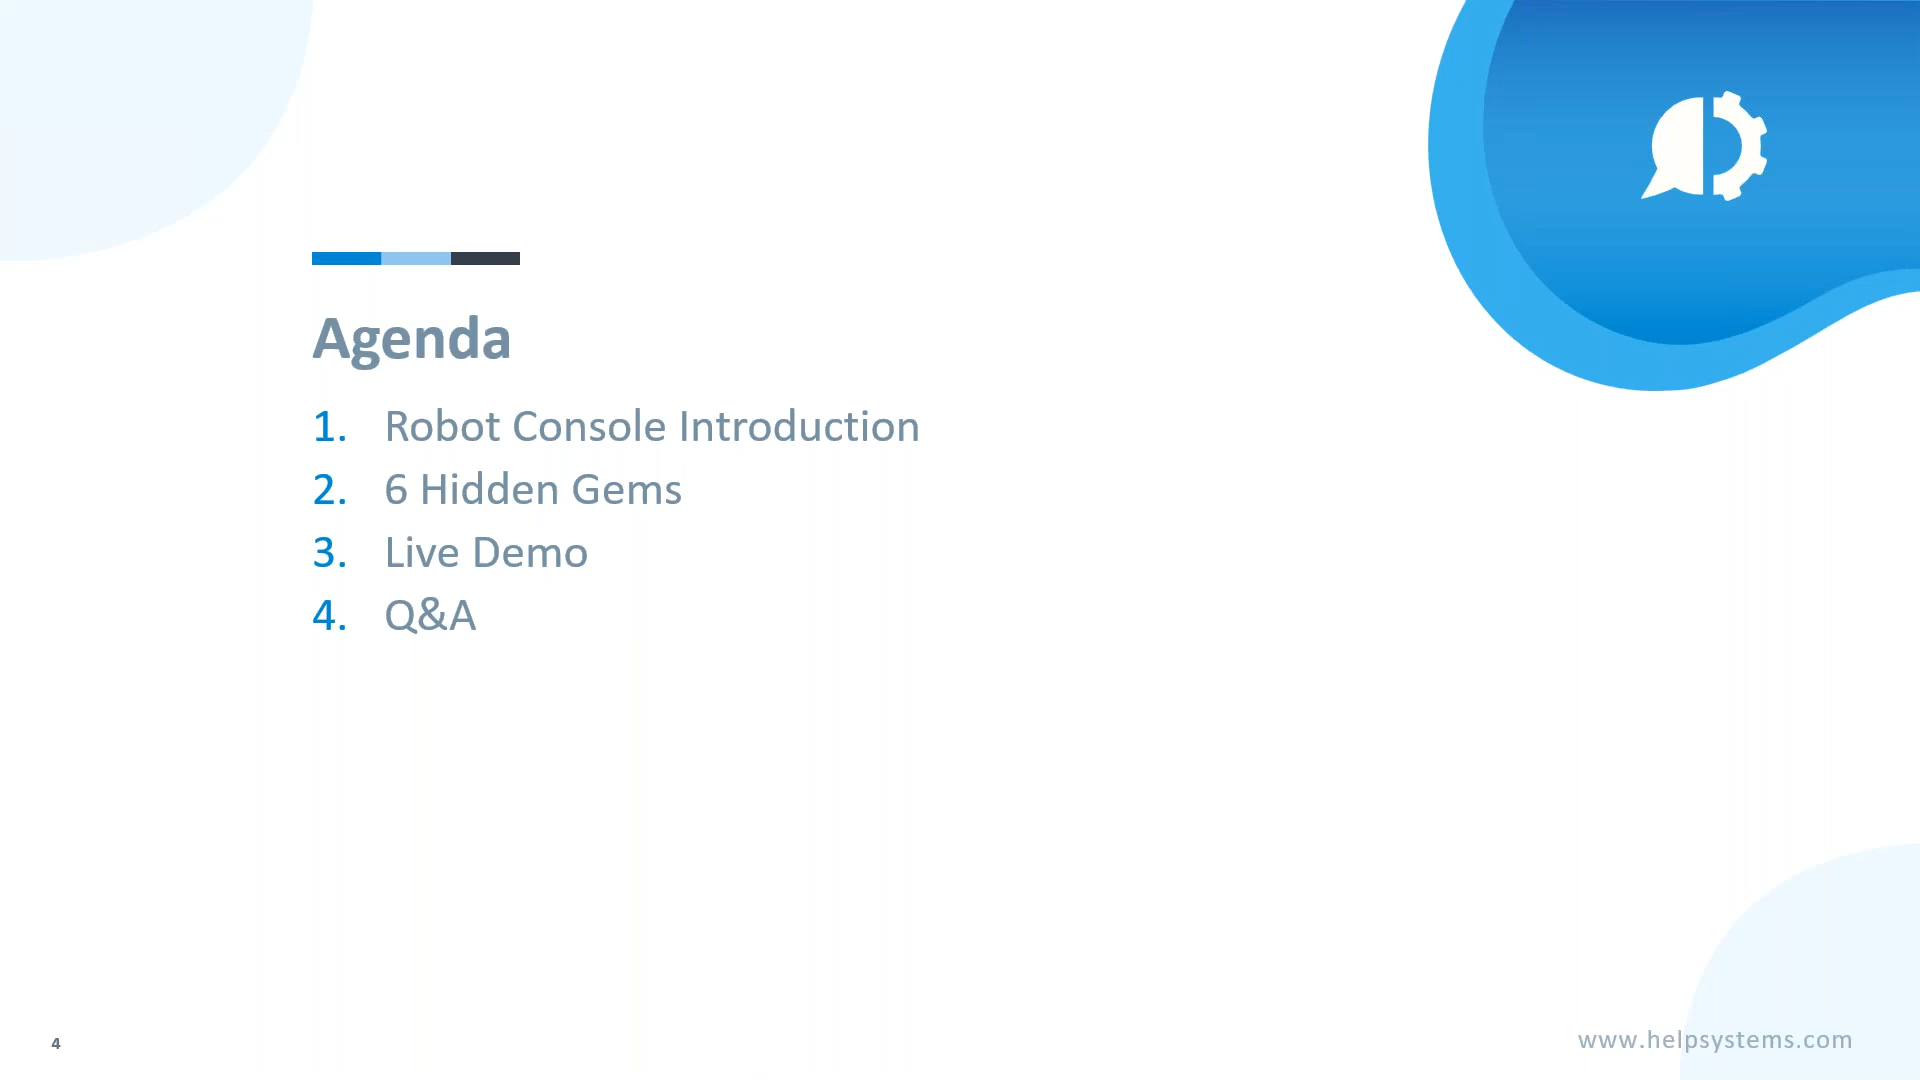 Agenda
1. Robot Console Introduction
2. 6 Hidden Gems
3. Live Demo
4. Q&A
4
www.helpsystems.com